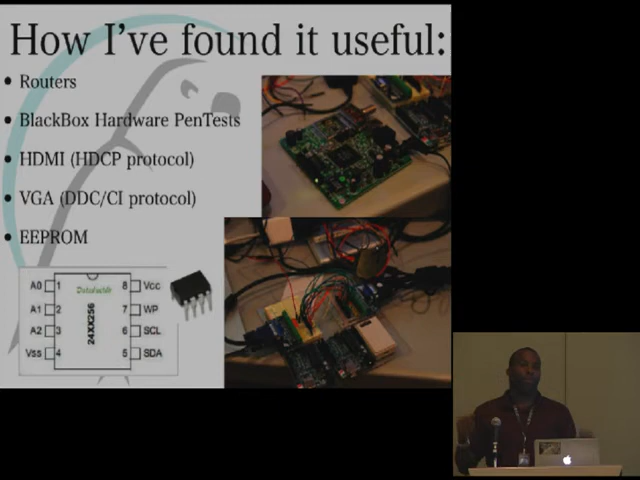 How I've found it useful:
• Routers
• BlackBox Hardware PenTests
• HDMI (HDCP protocol)
• VGA (DDC/CI protocol)
• EEPROM
A0 1 8 Vcc
A1 2 7 WP
A2 3 6 SCL
Vss 4 5 SDA
24XX256